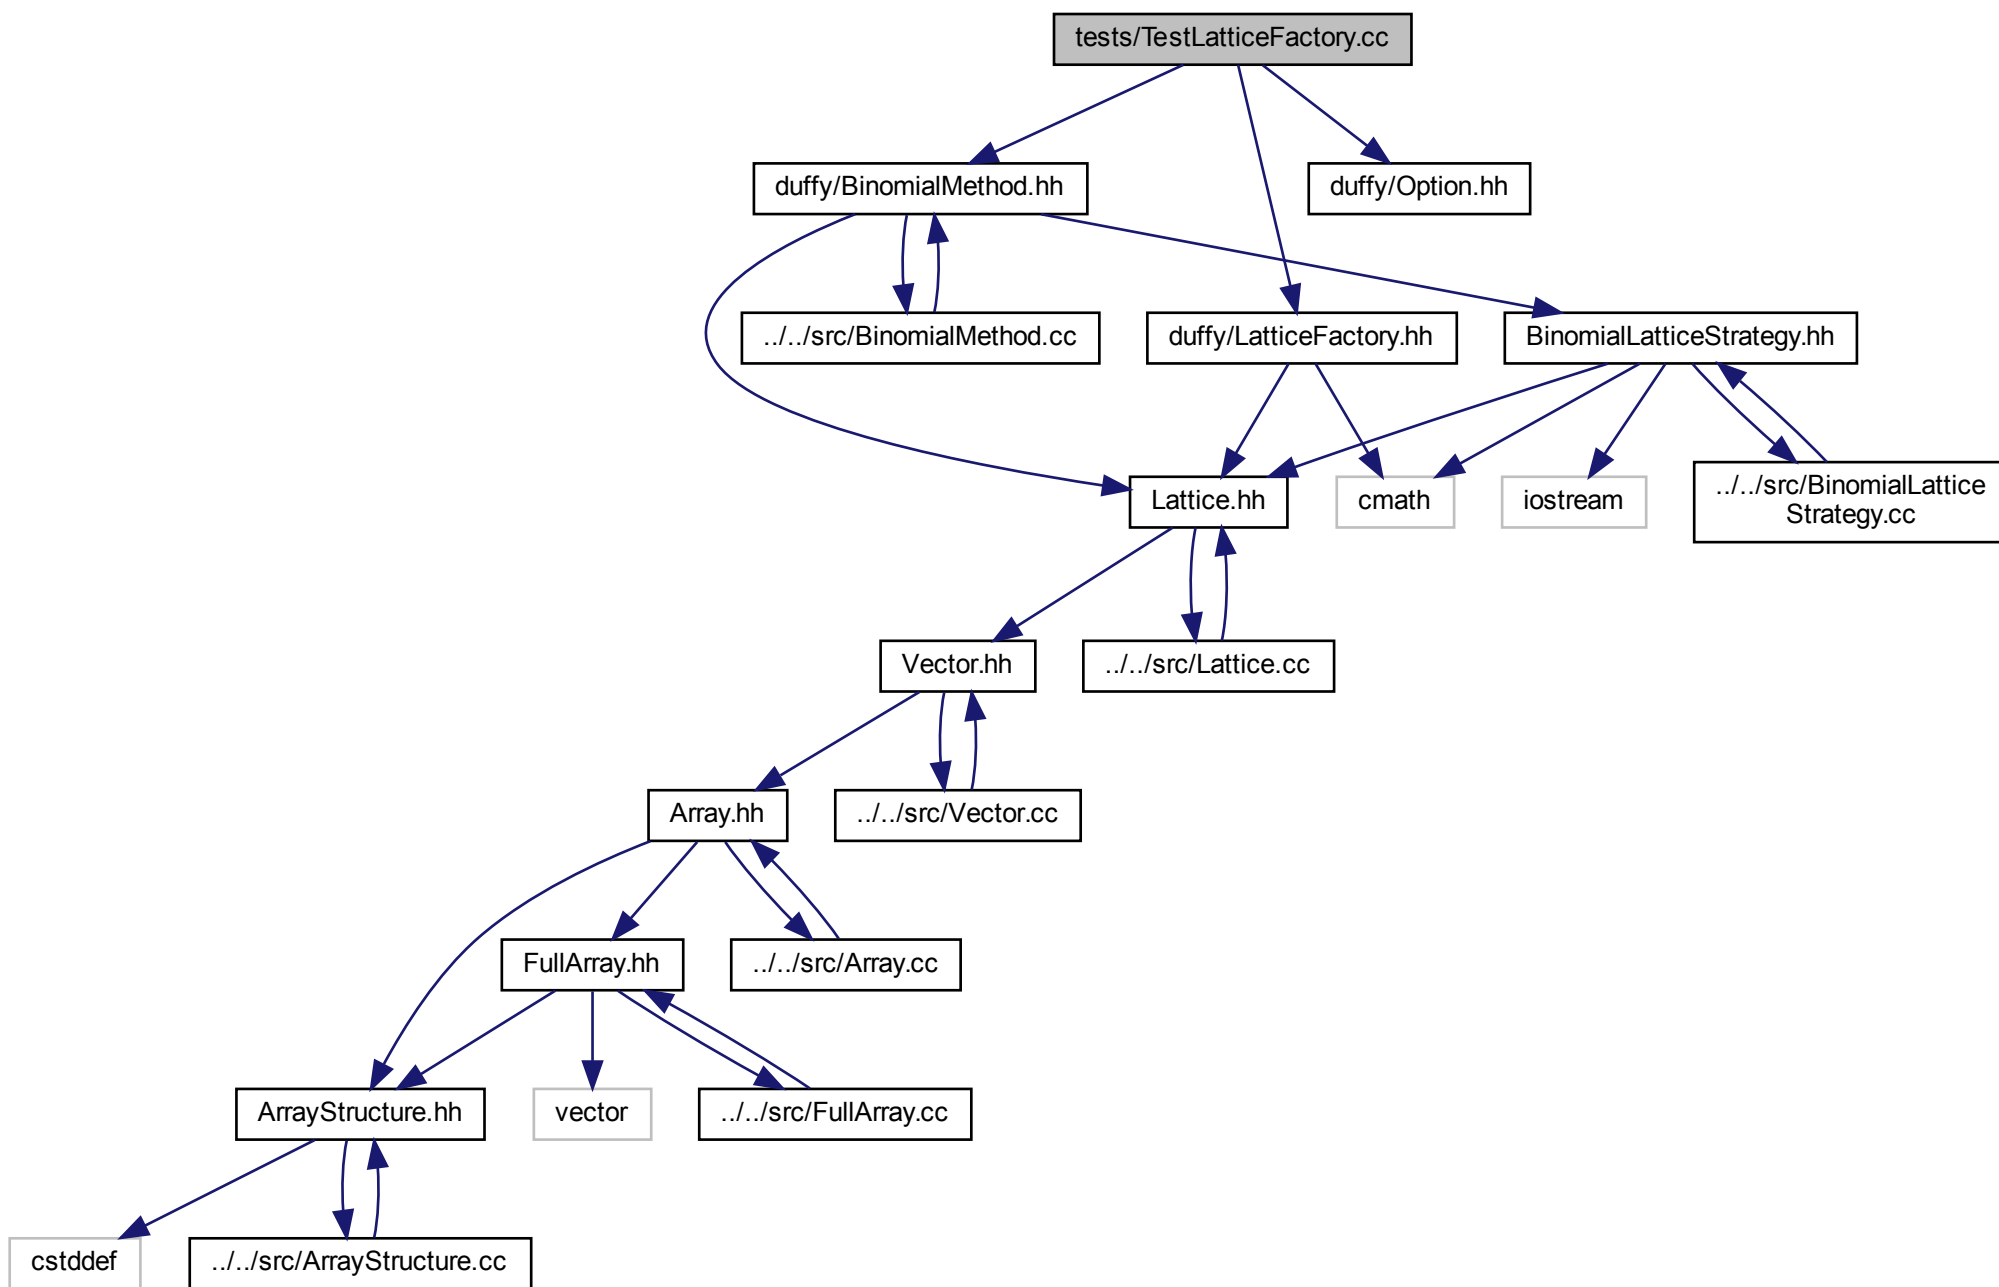 tests/TestLatticeFactory.cc
duffy/BinomialMethod.hh
duffy/Option.hh
../../src/BinomialMethod.cc
duffy/LatticeFactory.hh
BinomialLatticeStrategy.hh
Lattice.hh
cmath
iostream
../../src/BinomialLattice
Strategy.cc
Vector.hh
../../src/Lattice.cc
Array.hh
../../src/Vector.cc
FullArray.hh
../../src/Array.cc
ArrayStructure.hh
vector
../../src/FullArray.cc
cstddef
../../src/ArrayStructure.cc